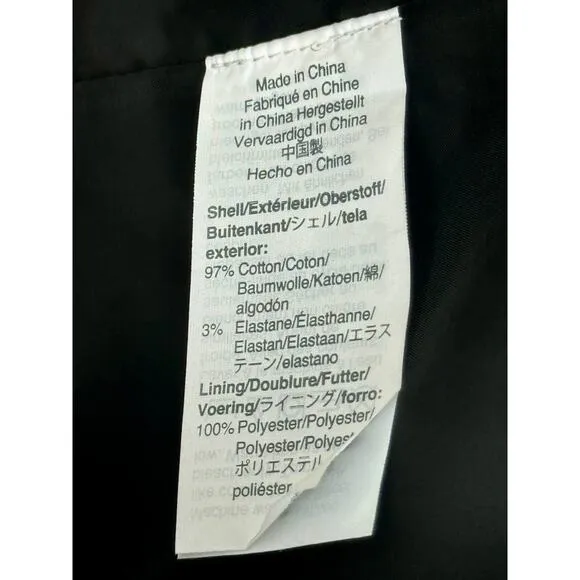 Made in China
Fabriqué en Chine
in China Hergestellt
Vervaardigd in China
中国製
Hecho en China
Shell/Extérieur/Oberstoff/
Buitenkant/シェル/tela
exterior:
97% Cotton/Coton/
Baumwolle/Katoen/綿/
algodón
3% Elastane/Élasthanne/
Elastan/Elastaan/エラス
テーン/elastano
Lining/Doublure/Futter/
Voering/ライニング/forro:
100% Polyester/Polyester/
Polyester/Polyest
ポリエステル
poliéster